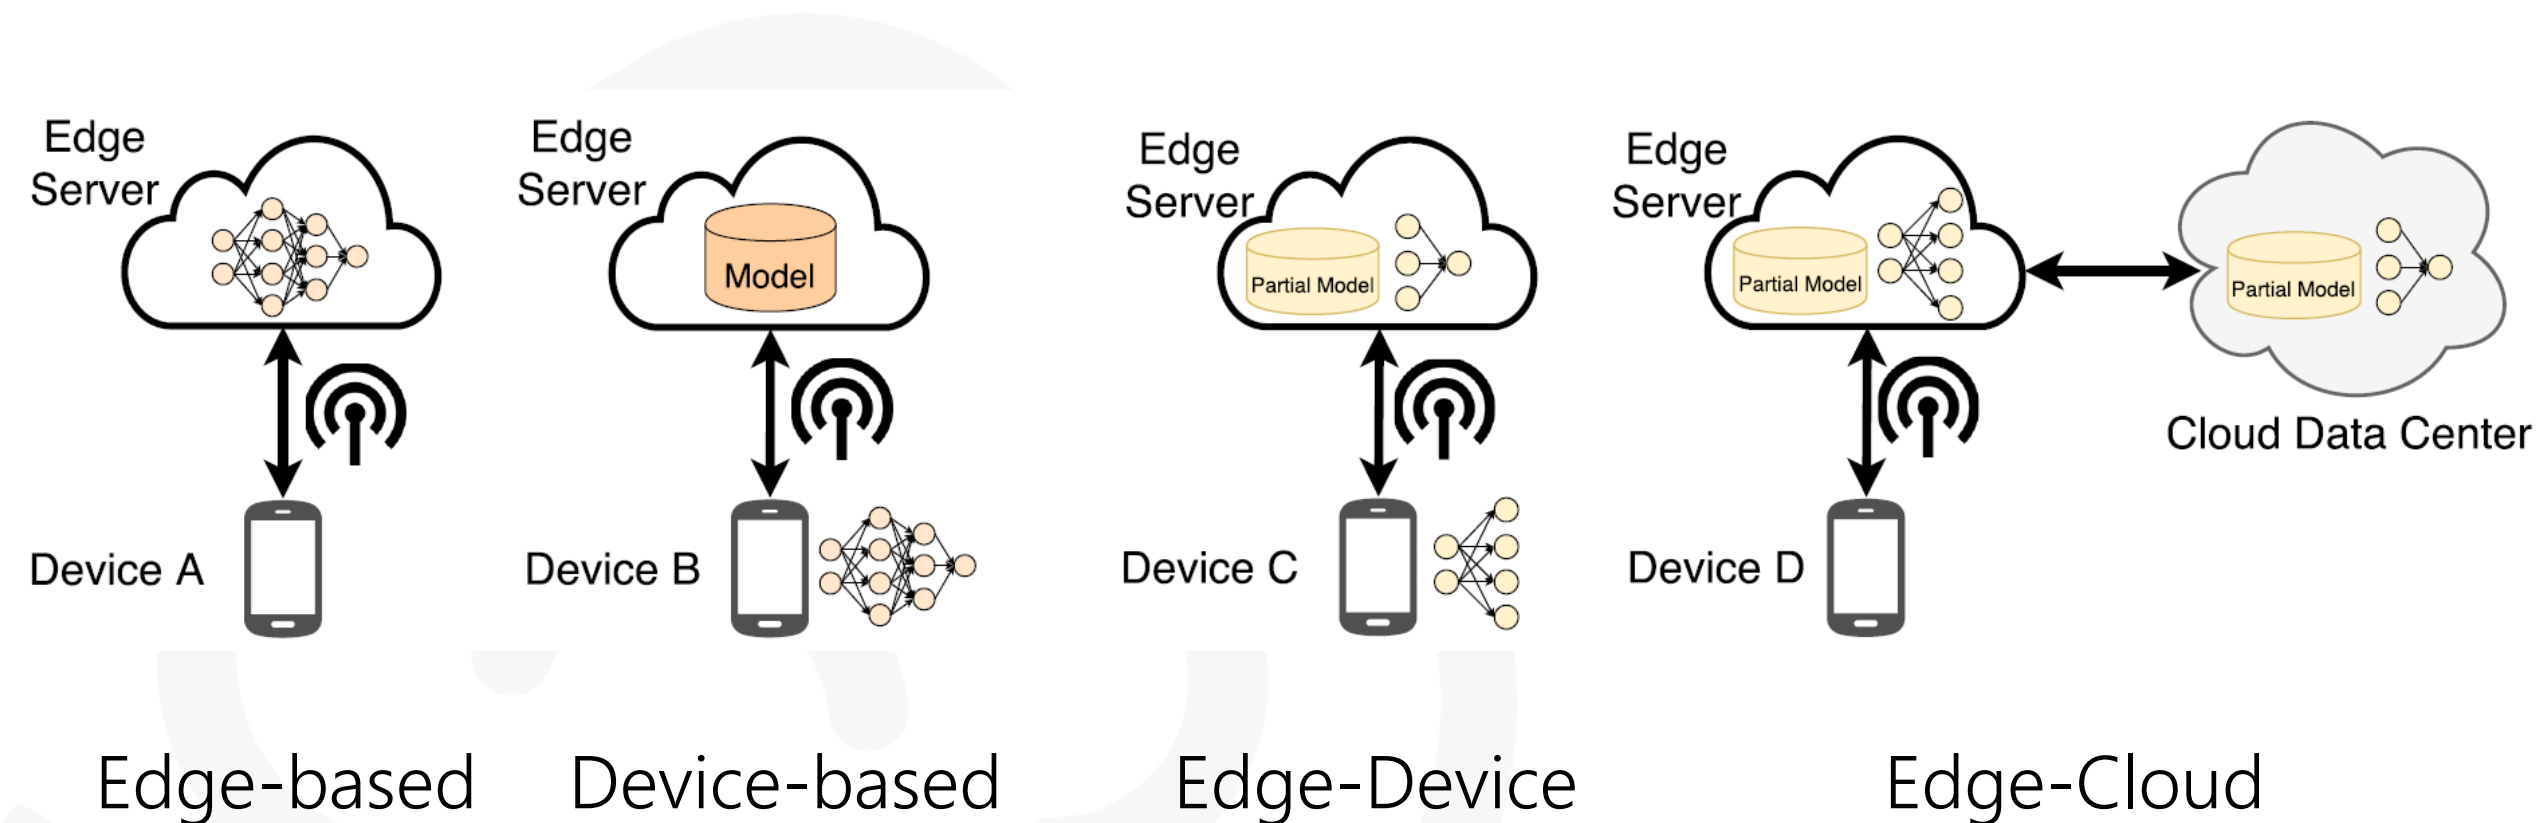 Edge
Server
Device A
Edge-based
Edge
Server
Model
Device B
Device-based
Edge
Server
Partial Model
Device C
Edge-Device
Edge
Server
Partial Model
Partial Model
Cloud Data Center
Device D
Edge-Cloud